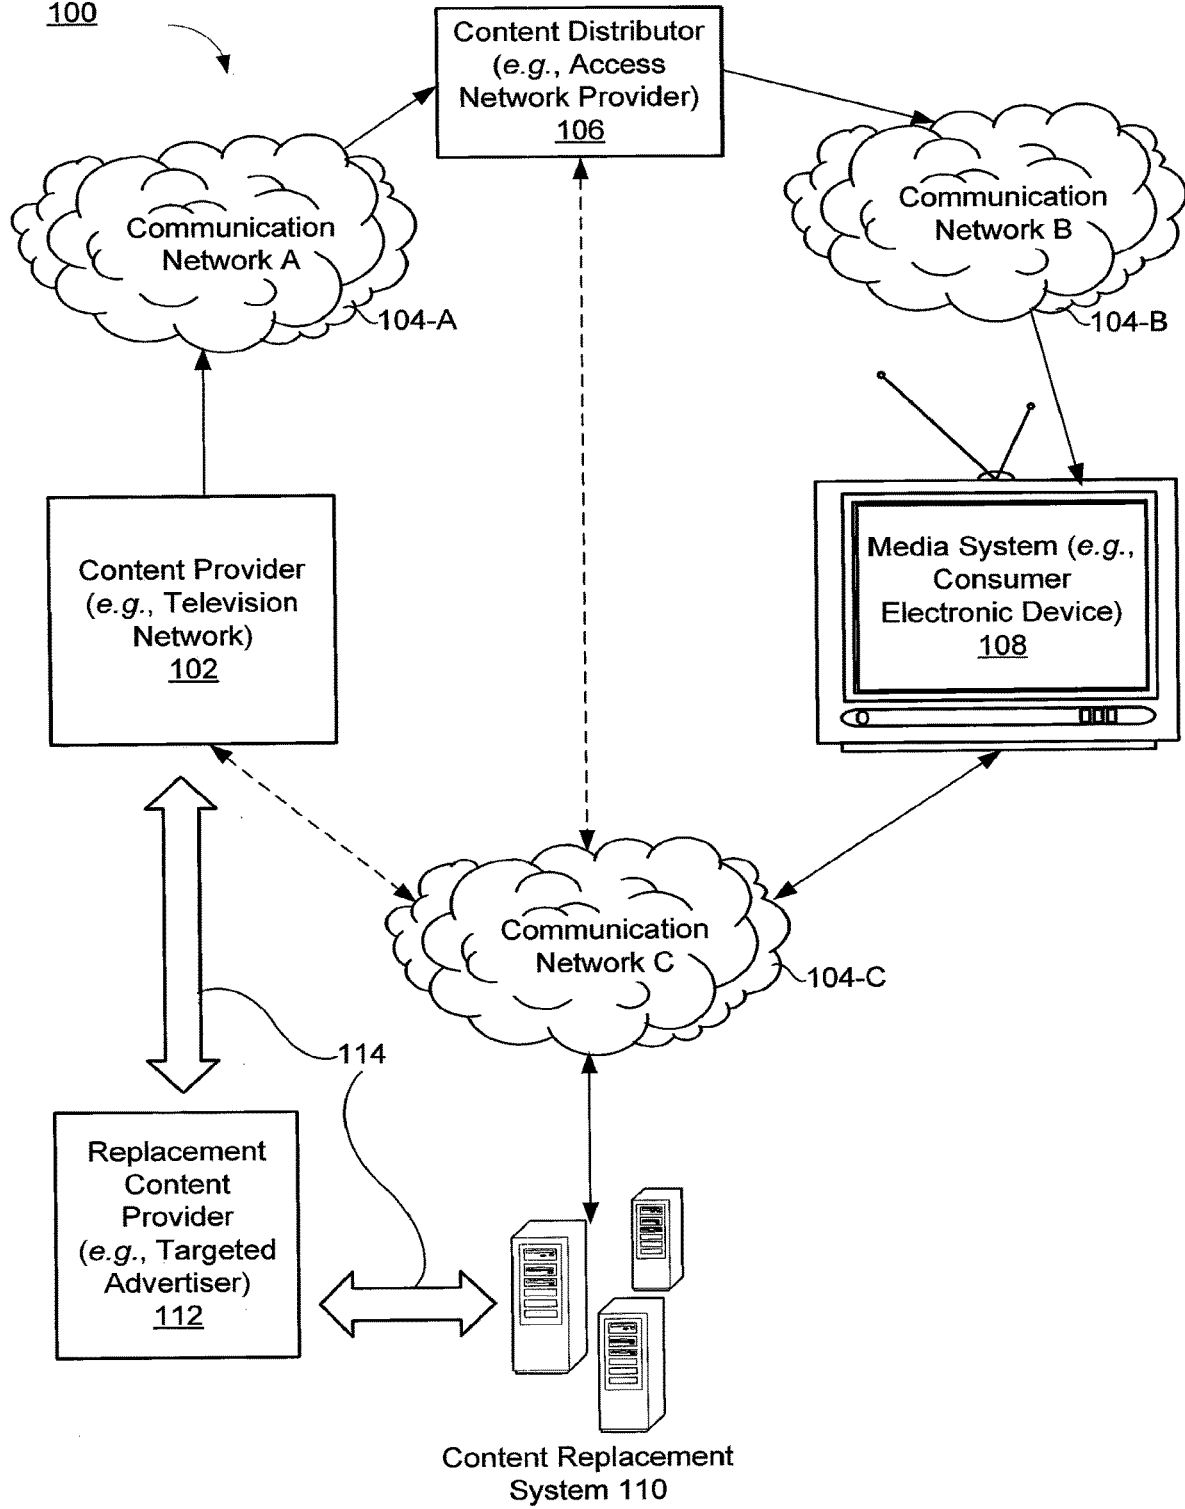 100
Content Distributor
(e.g., Access
Network Provider)
106
Communication
Network A
104-A
Communication
Network B
104-B
Content Provider
(e.g., Television
Network)
102
Media System (e.g.,
Consumer
Electronic Device)
108
Communication
Network C
104-C
114
Replacement
Content
Provider
(e.g., Targeted
Advertiser)
112
Content Replacement
System 110